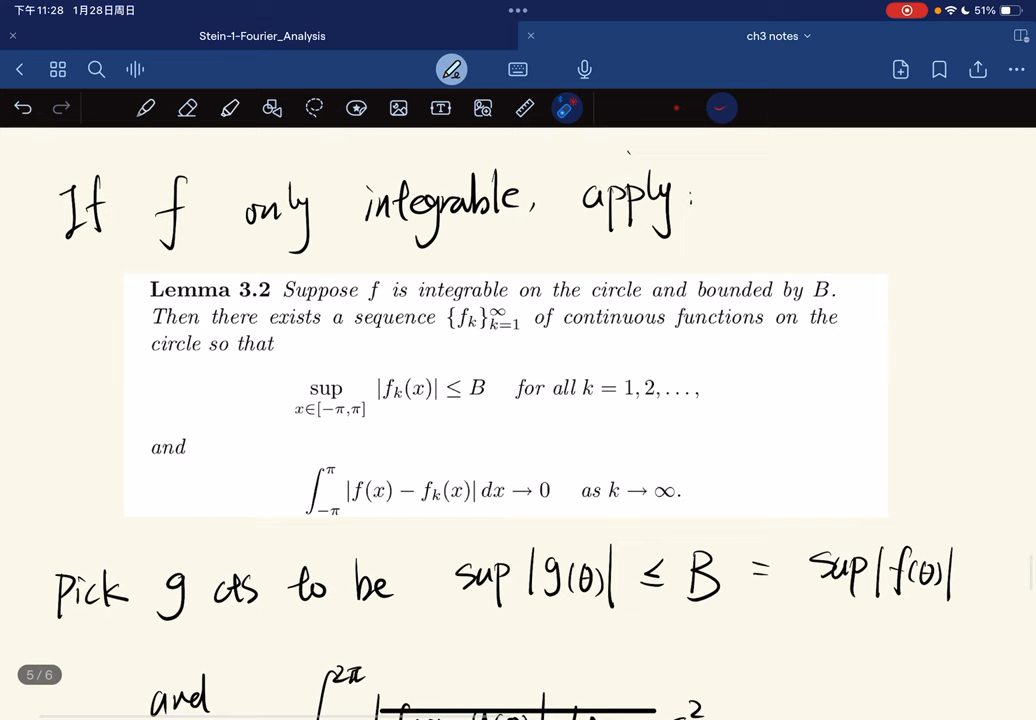 下午11:28 1月28日周日
51%
Stein-1-Fourier_Analysis
ch3 notes
If f only integrable, apply:
Lemma 3.2 Suppose f is integrable on the circle and bounded by B.
Then there exists a sequence {f_k}_{k=1}^∞ of continuous functions on the
circle so that
sup_{x∈[−π,π]} |f_k(x)| ≤ B for all k = 1, 2, . . . ,
and
∫_{−π}^{π} |f(x) − f_k(x)| dx → 0 as k → ∞.
Pick g cts to be sup |g(θ)| ≤ B = sup |f(θ)|
5 / 6
and ∫^{2π}